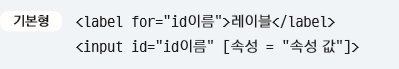 기본형 <label for="id이름">레이블</label>
<input id="id이름" [속성 = "속성 값"]>